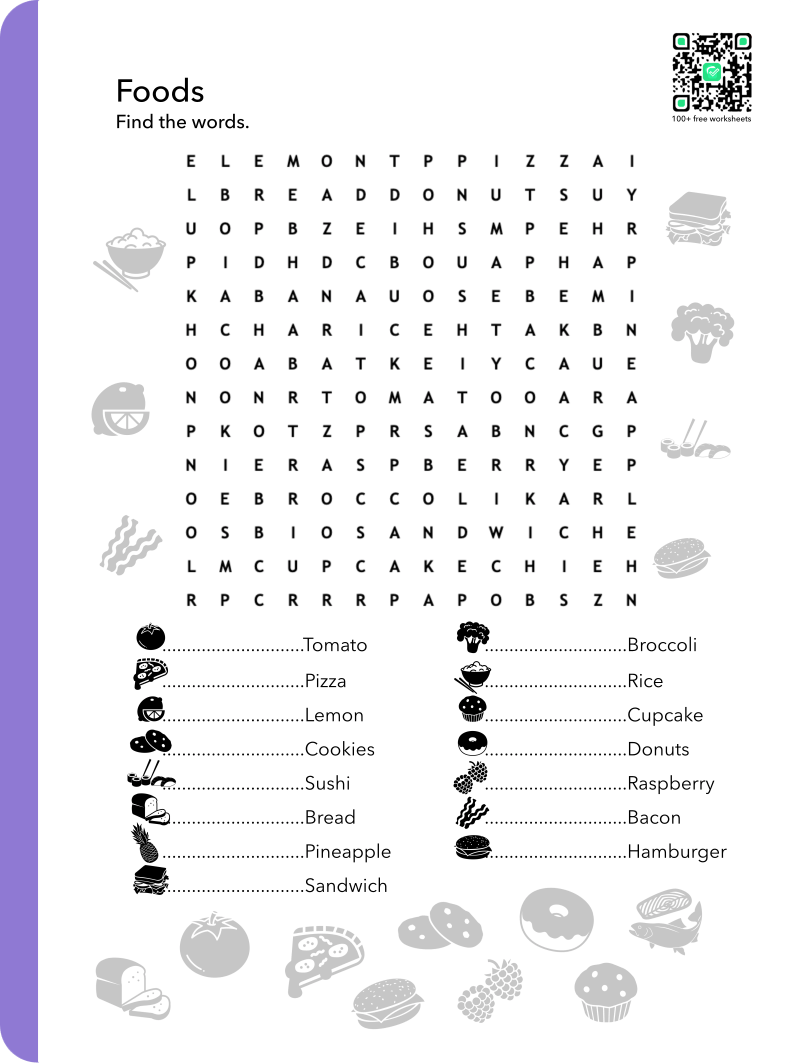 100+ free worksheets
Foods
Find the words.
E L E M O N T P P I Z Z A I
L B R E A D D O N U T S U Y
U O P B Z E I H S M P E H R
P I D H D C B O U A P H A P
K A B A N A U O S E B E M I
H C H A R I C E H T A K B N
O O A B A T K E I Y C A U E
N O N R T O M A T O O A R A
P K O T Z P R S A B N C G P
N I E R A S P B E R R Y E P
O E B R O C C O L I K A R L
O S B I O S A N D W I C H E
L M C U P C A K E C H I E H
R P C R R R P A P O B S Z N
............................Tomato
............................Pizza
............................Lemon
............................Cookies
............................Sushi
............................Bread
............................Pineapple
............................Sandwich
............................Broccoli
............................Rice
............................Cupcake
............................Donuts
............................Raspberry
............................Bacon
............................Hamburger